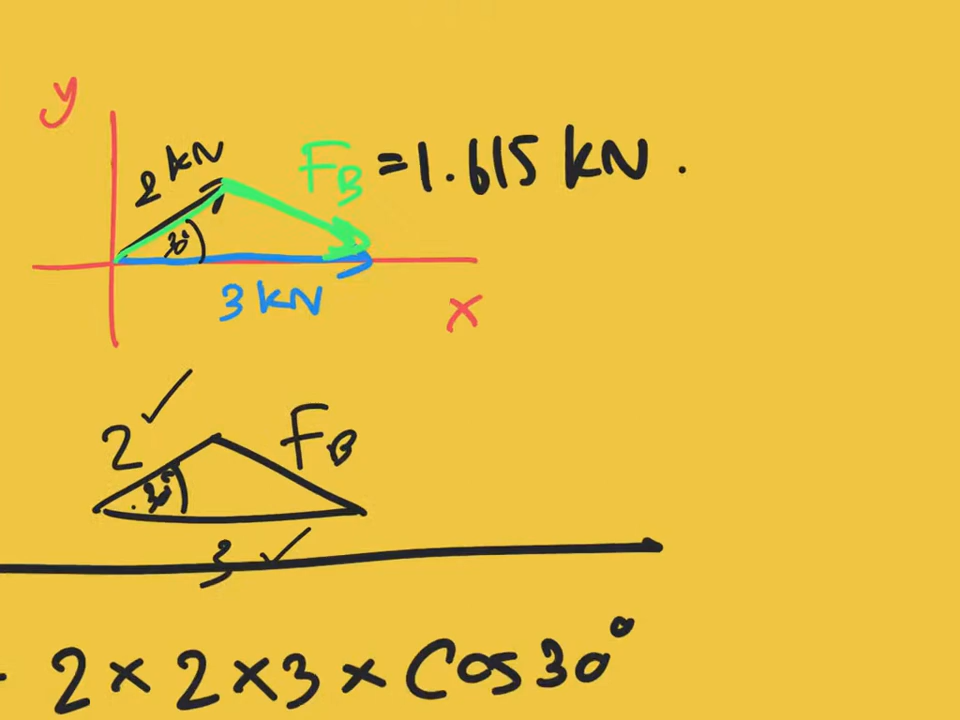 y
2 kN
F_B = 1.615 kN.
30°
3 kN
x
2 ✓
F_B
30°
3 ✓
- 2 × 2 × 3 × Cos 30°